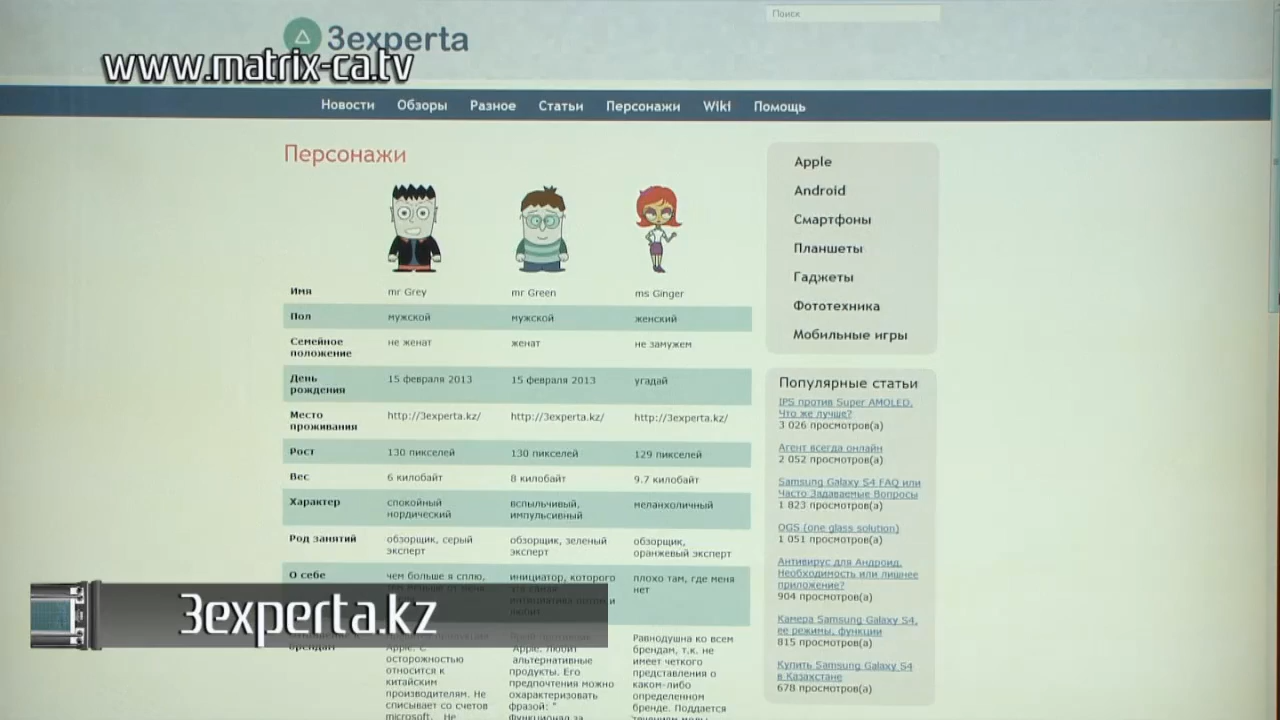 Поиск
3experta
www.matrix-ca.tv
Новости Обзоры Разное Статьи Персонажи Wiki Помощь
Персонажи
Имя mr Grey mr Green ms Ginger
Пол мужской мужской женский
Семейное положение не женат женат не замужем
День рождения 15 февраля 2013 15 февраля 2013 угадай
Место проживания http://3experta.kz/ http://3experta.kz/ http://3experta.kz/
Рост 130 пикселей 130 пикселей 129 пикселей
Вес 6 килобайт 8 килобайт 9.7 килобайт
Характер спокойный нордический вспыльчивый, импульсивный меланхоличный
Род занятий обзорщик, серый эксперт обзорщик, зеленый эксперт обзорщик, оранжевый эксперт
О себе чем больше я сплю, инициатор, которого плохо там, где меня нет
3experta.kz
Apple. С
осторожностью
относится к
китайским
производителям. Не
списывает со счетов
microsoft. Не
Apple. Любит
альтернативные
продукты. Его
предпочтения можно
охарактеризовать
фразой: "
Функционал за
Равнодушна ко всем
брендам, т.к. не
имеет четкого
представления о
каком-либо
определенном
бренде. Поддается
Apple
Android
Смартфоны
Планшеты
Гаджеты
Фототехника
Мобильные игры
Популярные статьи
IPS против Super AMOLED.
Что же лучше?
3 026 просмотров(а)
Агент всегда онлайн
2 052 просмотров(а)
Samsung Galaxy S4 FAQ или
Часто Задаваемые Вопросы
1 823 просмотров(а)
OGS (one glass solution)
1 051 просмотров(а)
Антивирус для Андроид.
Необходимость или лишнее
приложение?
904 просмотров(а)
Камера Samsung Galaxy S4,
ее режимы, функции
815 просмотров(а)
Купить Samsung Galaxy S4
в Казахстане
678 просмотров(а)